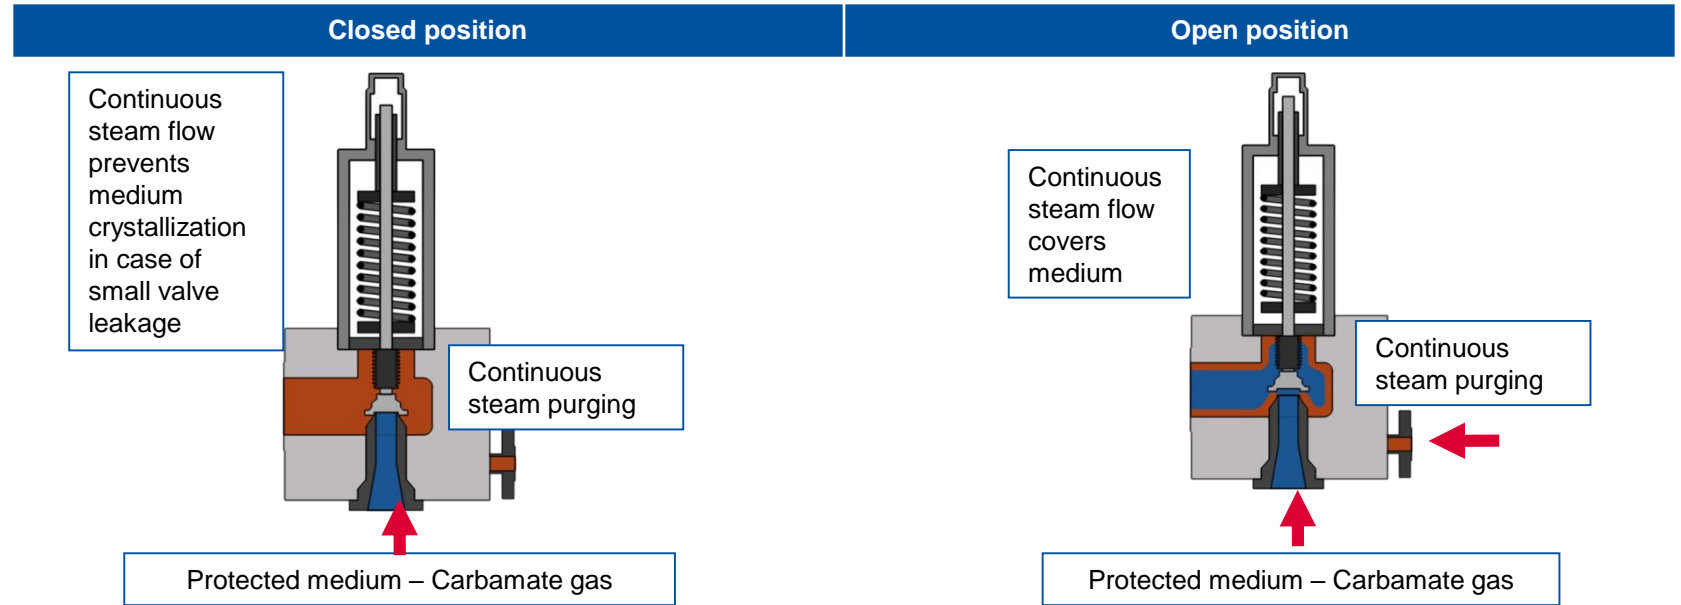 Closed position
Open position
Continuous
steam flow
prevents
medium
crystallization
in case of
small valve
leakage
Continuous
steam purging
Protected medium – Carbamate gas
Continuous
steam flow
covers
medium
Continuous
steam purging
Protected medium – Carbamate gas